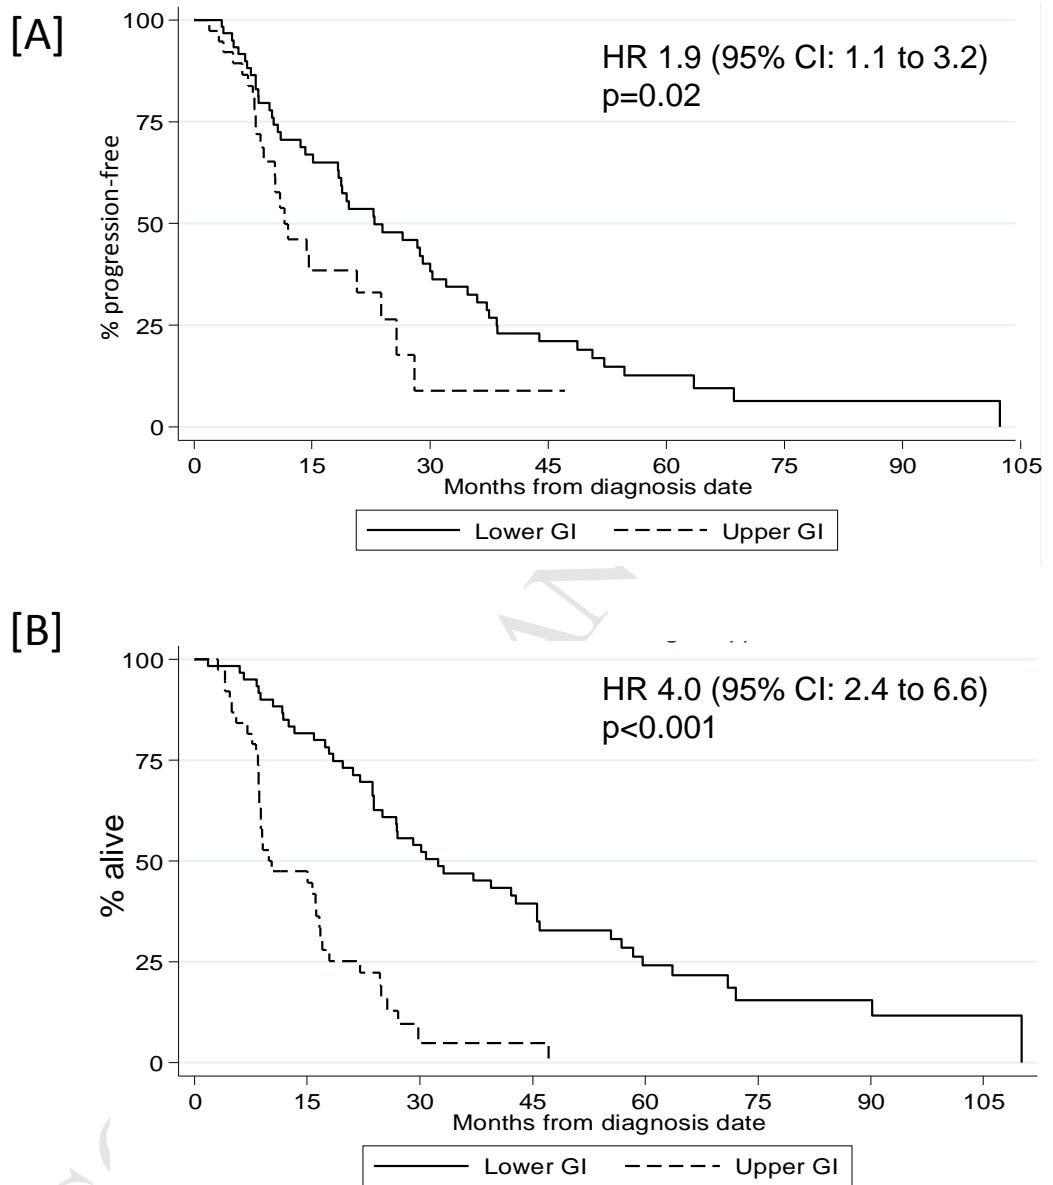 [A]
HR 1.9 (95% CI: 1.1 to 3.2)
p=0.02
% progression-free
100
75
50
25
0
0 15 30 45 60 75 90 105
Months from diagnosis date
Lower GI Upper GI
[B]
HR 4.0 (95% CI: 2.4 to 6.6)
p<0.001
% alive
100
75
50
25
0
0 15 30 45 60 75 90 105
Months from diagnosis date
Lower GI Upper GI